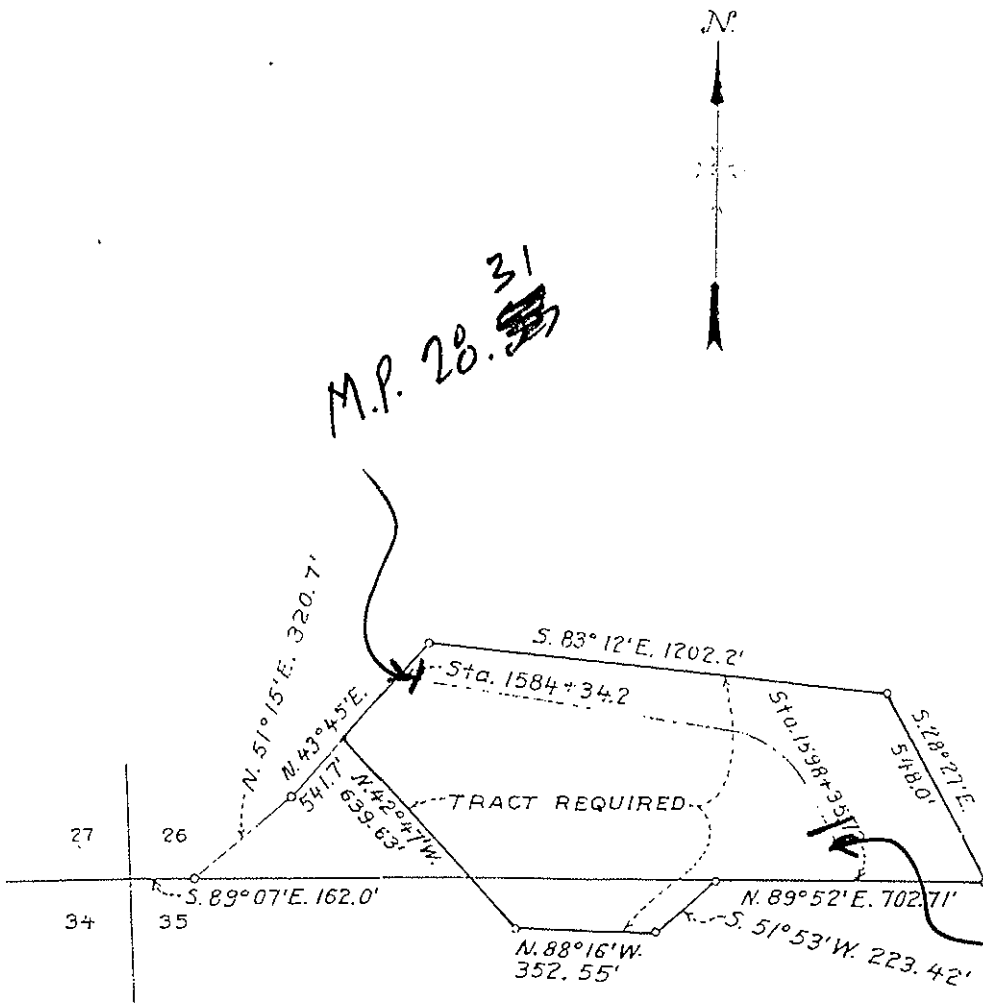 N.
31
M.P. 20.
N. 51° 15' E. 320.7'
N. 43° 45' E.
541.7'
S. 83° 12' E. 1202.2'
Sta. 1584+34.2
Sta. 1598+35.7
S. 28° 27' E.
548.0'
N. 42° 47' W.
639.63'
TRACT REQUIRED
27 26
34 35
S. 89° 07' E. 162.0'
N. 89° 52' E. 702.71'
S. 51° 53' W. 223.42'
N. 88° 16' W.
352.55'